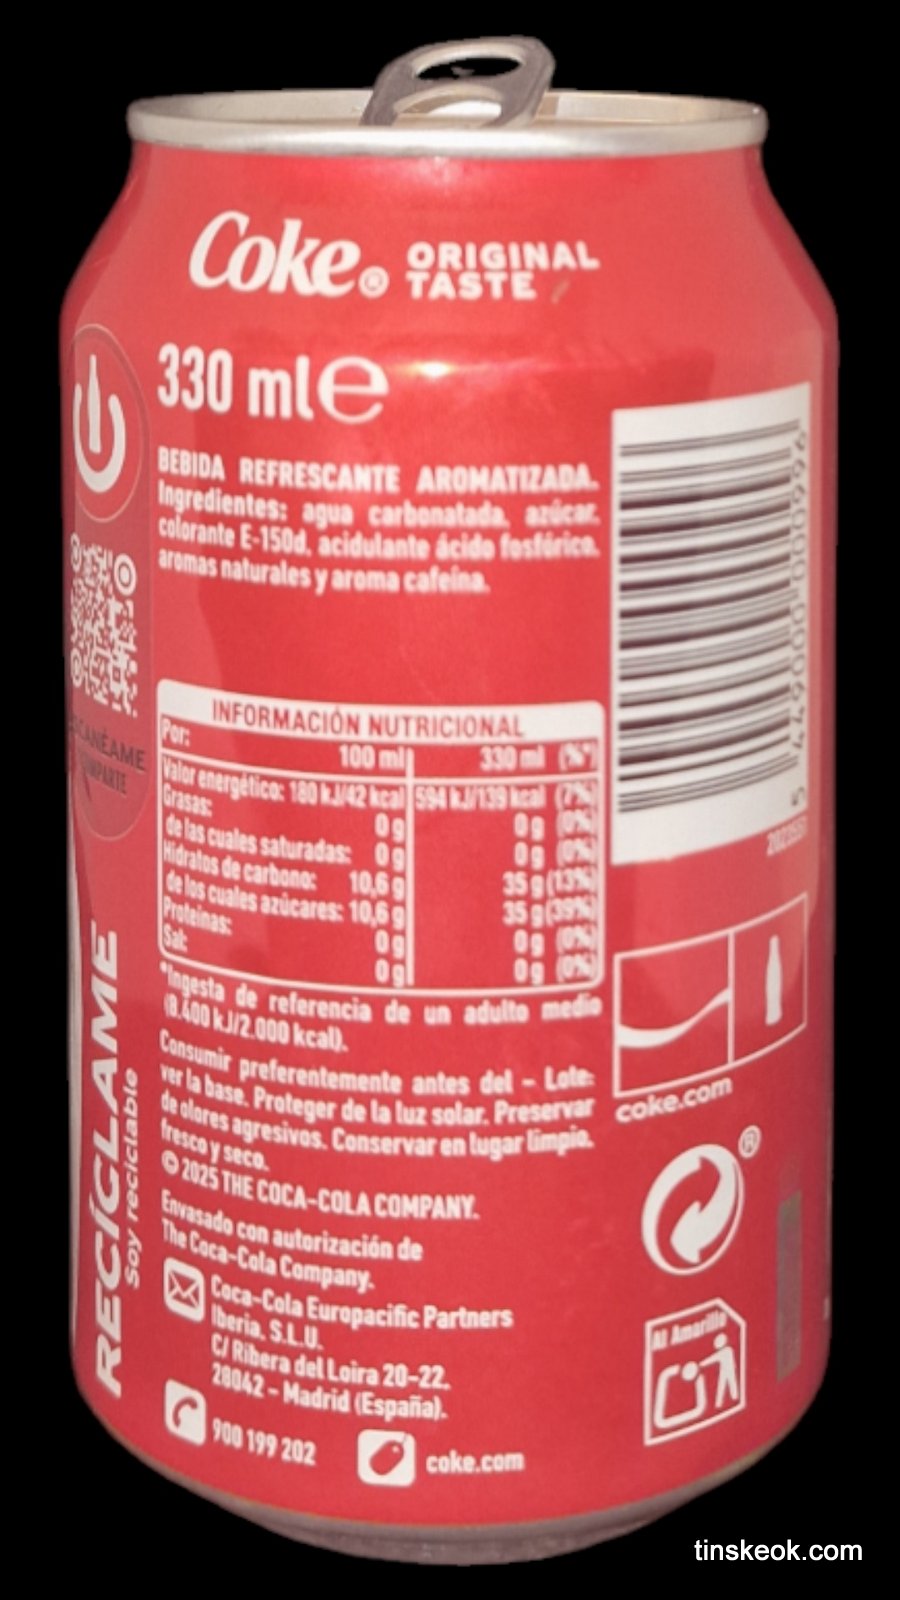 Coke® ORIGINAL
TASTE
330 ml e
BEBIDA REFRESCANTE AROMATIZADA.
Ingredientes: agua carbonatada, azúcar,
colorante E-150d, acidulante ácido fosfórico,
aromas naturales y aroma cafeína.
INFORMACIÓN NUTRICIONAL
Por: 100 ml 330 ml (%*)
Valor energético: 180 kJ/42 kcal 594 kJ/139 kcal (7%)
Grasas: 0 g 0 g (0%)
de las cuales saturadas: 0 g 0 g (0%)
Hidratos de carbono: 10,6 g 35 g (13%)
de los cuales azúcares: 10,6 g 35 g (39%)
Proteínas: 0 g 0 g (0%)
Sal: 0 g 0 g (0%)
*Ingesta de referencia de un adulto medio
(8.400 kJ/2.000 kcal).
Consumir preferentemente antes del - Lote:
ver la base. Proteger de la luz solar. Preservar
de olores agresivos. Conservar en lugar limpio,
fresco y seco.
© 2025 THE COCA-COLA COMPANY.
Envasado con autorización de
The Coca-Cola Company.
Coca-Cola Europacific Partners
Iberia, S.L.U.
C/ Ribera del Loira 20-22.
28042 - Madrid (España).
900 199 202
coke.com
RECÍCLAME
Soy reciclable
5 449000 000996
coke.com
®
Al Amarillo
tinskeok.com